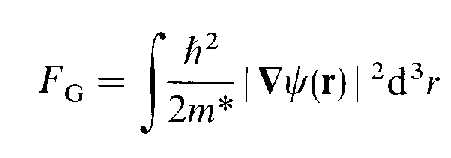 F_G = ∫ ℏ²/2m* |∇ψ(r)|² d³r